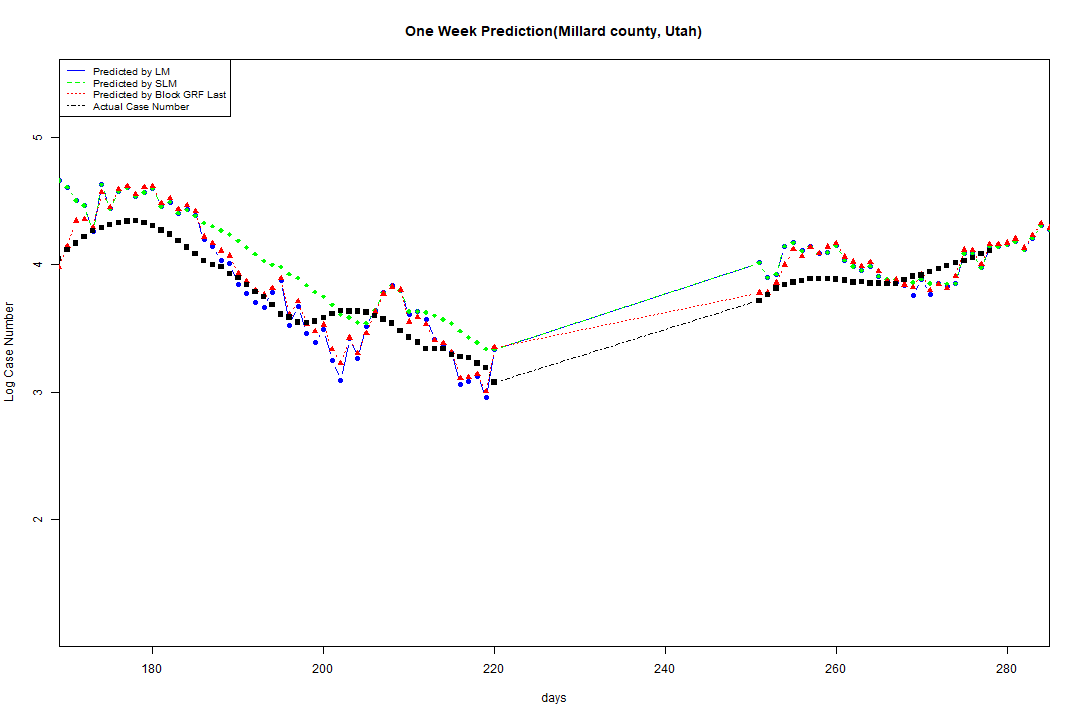 One Week Prediction(Millard county, Utah)
Predicted by LM
Predicted by SLM
Predicted by Block GRF Last
Actual Case Number
5
4
3
2
Log Case Number
180 200 220 240 260 280
days